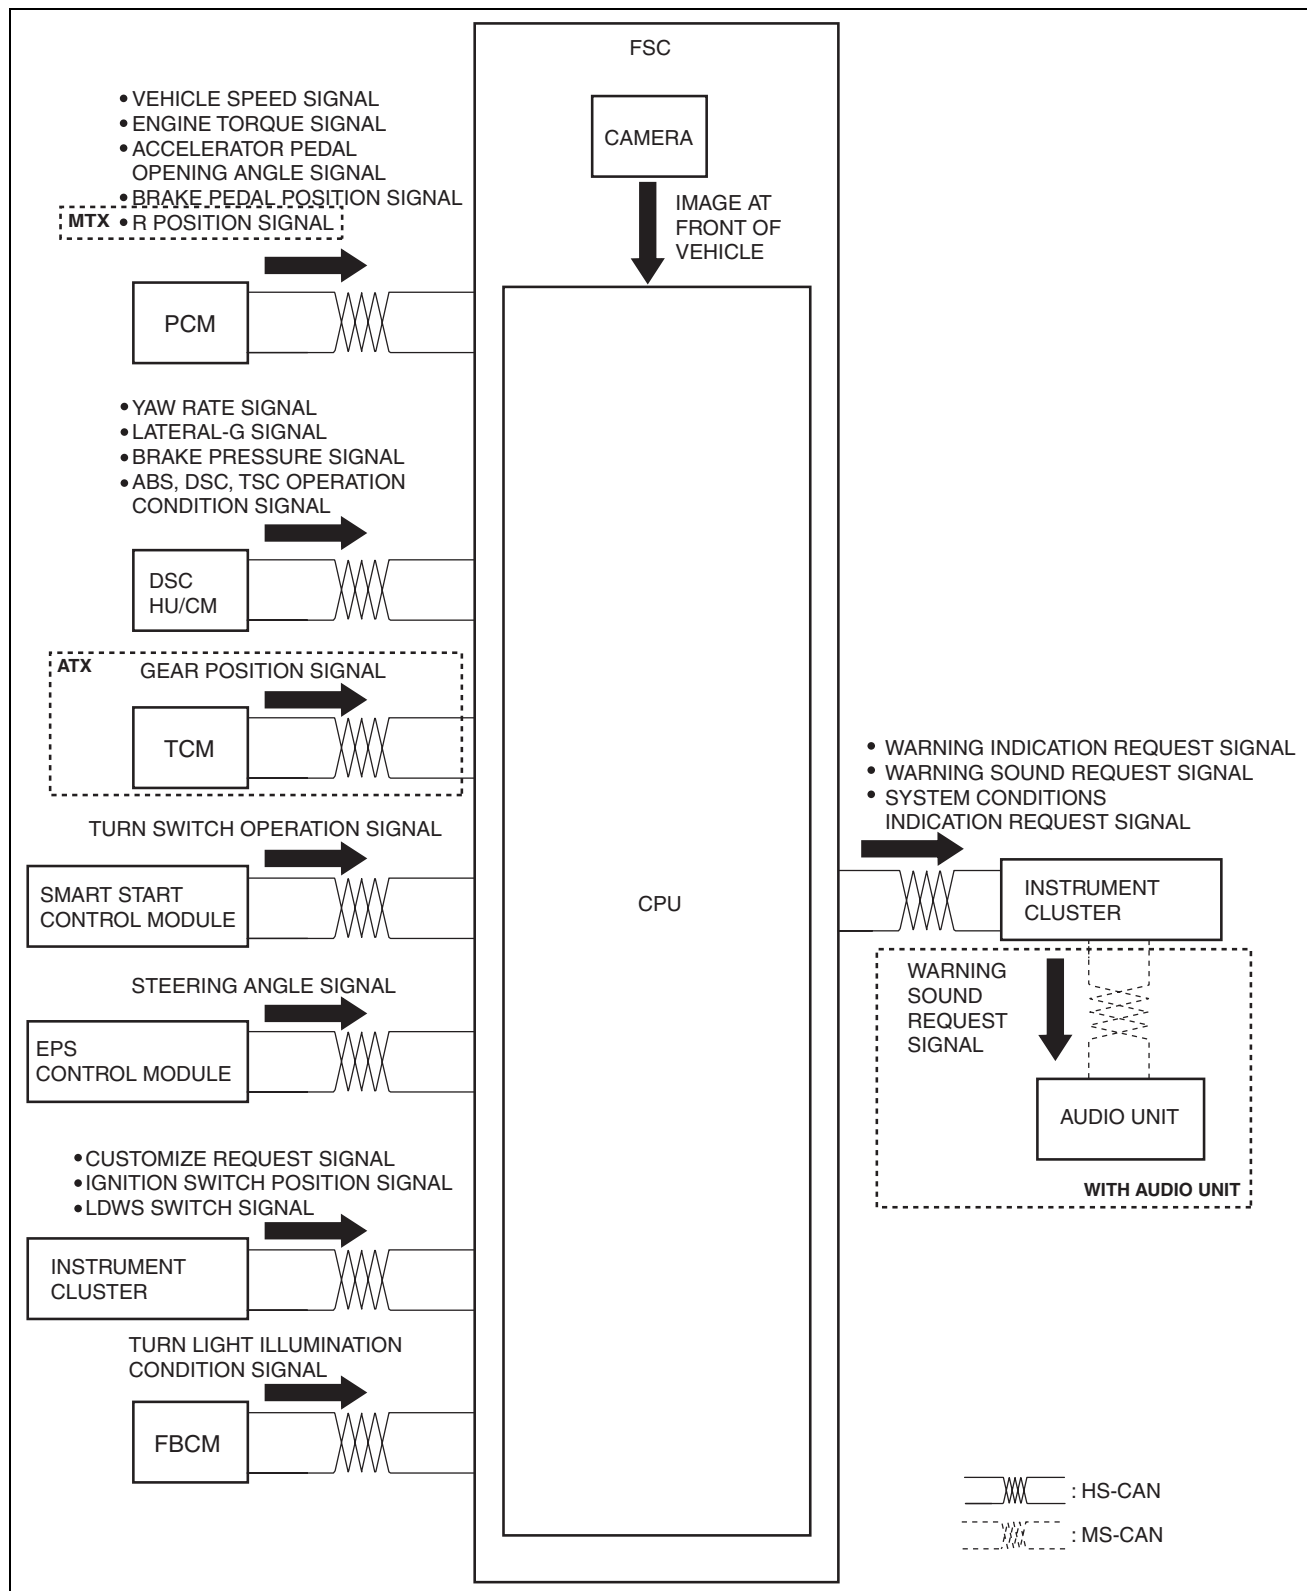 FSC
CAMERA
IMAGE AT
FRONT OF
VEHICLE
• VEHICLE SPEED SIGNAL
• ENGINE TORQUE SIGNAL
• ACCELERATOR PEDAL
OPENING ANGLE SIGNAL
• BRAKE PEDAL POSITION SIGNAL
MTX • R POSITION SIGNAL
PCM
• YAW RATE SIGNAL
• LATERAL-G SIGNAL
• BRAKE PRESSURE SIGNAL
• ABS, DSC, TSC OPERATION
CONDITION SIGNAL
DSC
HU/CM
ATX
GEAR POSITION SIGNAL
TCM
TURN SWITCH OPERATION SIGNAL
SMART START
CONTROL MODULE
STEERING ANGLE SIGNAL
EPS
CONTROL MODULE
• CUSTOMIZE REQUEST SIGNAL
• IGNITION SWITCH POSITION SIGNAL
• LDWS SWITCH SIGNAL
INSTRUMENT
CLUSTER
TURN LIGHT ILLUMINATION
CONDITION SIGNAL
FBCM
CPU
• WARNING INDICATION REQUEST SIGNAL
• WARNING SOUND REQUEST SIGNAL
• SYSTEM CONDITIONS
INDICATION REQUEST SIGNAL
INSTRUMENT
CLUSTER
WARNING
SOUND
REQUEST
SIGNAL
AUDIO UNIT
WITH AUDIO UNIT
: HS-CAN
: MS-CAN